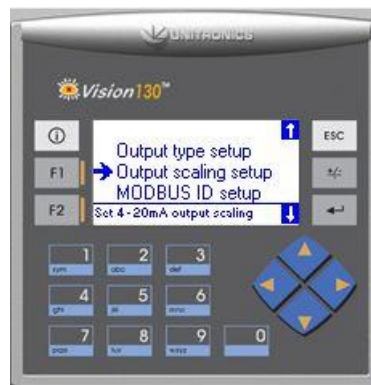 UNITRONICS
Vision130™
ESC
Output type setup
F1
Output scaling setup
+/-
MODBUS ID setup
F2
Set 4-20mA output scaling
1
2
3
abc
def
4
5
6
ghi
jkl
mno
7
8
9
0
tuv
wxyz